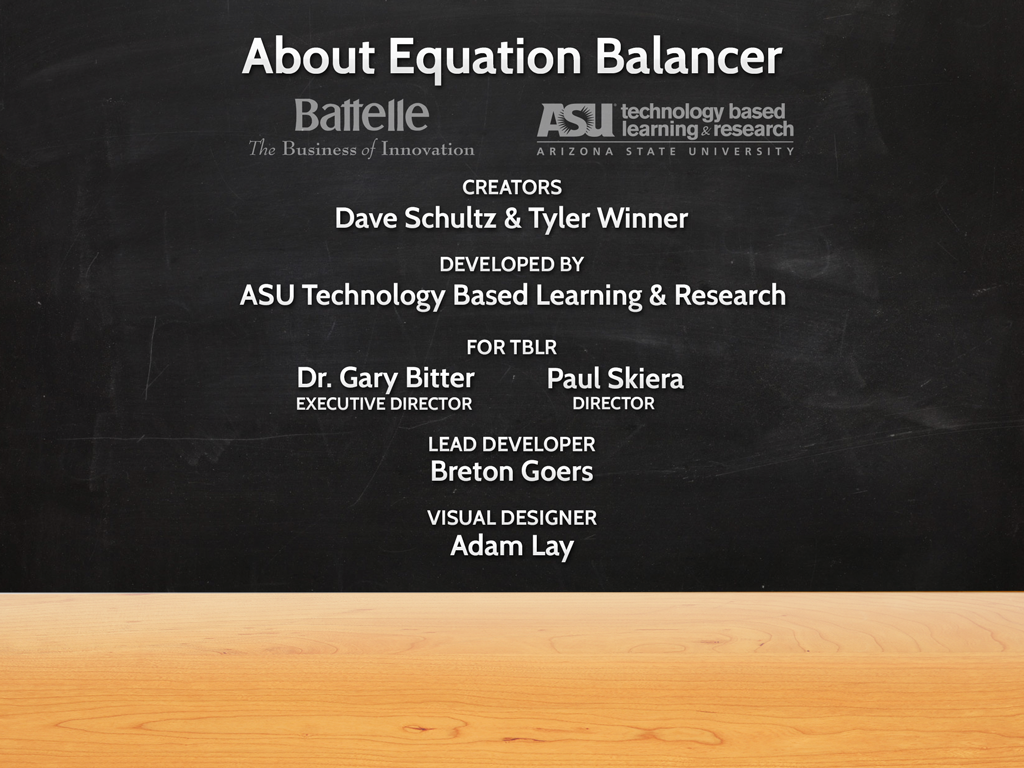 About Equation Balancer
Battelle
The Business of Innovation
ASU technology based
learning & research
ARIZONA STATE UNIVERSITY
CREATORS
Dave Schultz & Tyler Winner
DEVELOPED BY
ASU Technology Based Learning & Research
FOR TBLR
Dr. Gary Bitter
EXECUTIVE DIRECTOR
Paul Skiera
DIRECTOR
LEAD DEVELOPER
Breton Goers
VISUAL DESIGNER
Adam Lay